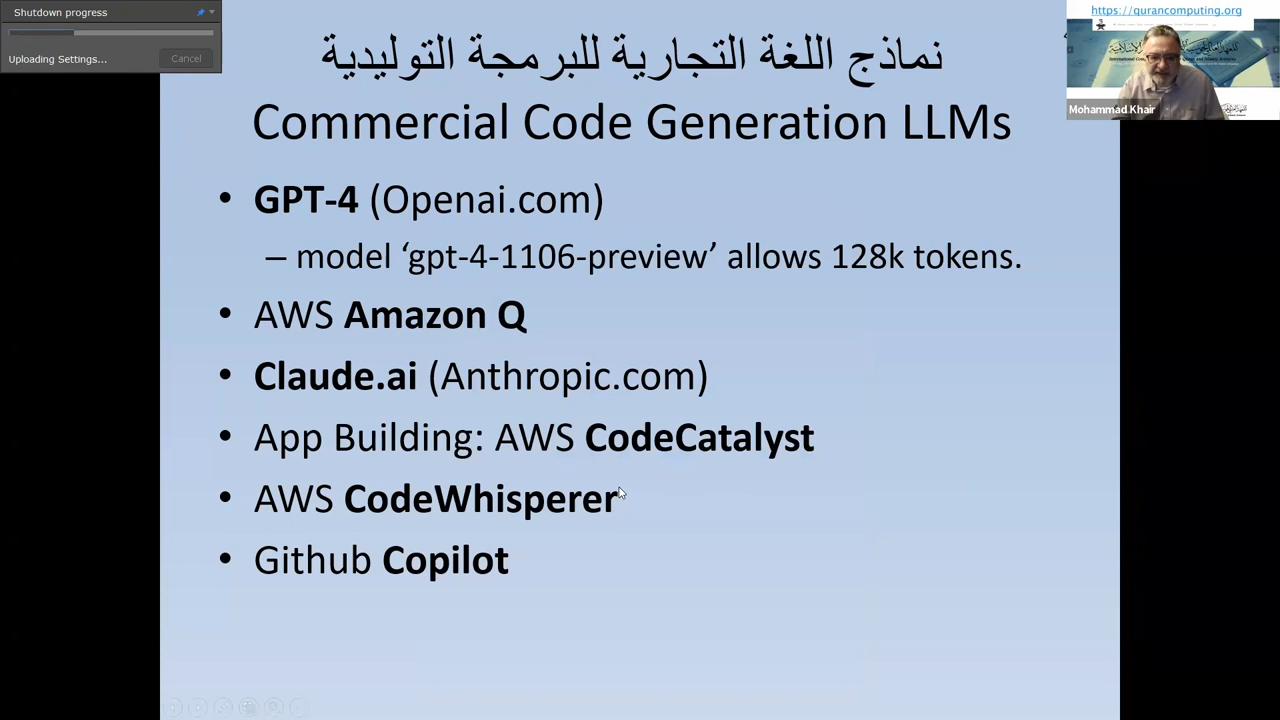 Shutdown progress
Uploading Settings...
Cancel
https://qurancomputing.org
Mohammad Khair
نماذج اللغة التجارية للبرمجة التوليدية
Commercial Code Generation LLMs
• GPT-4 (Openai.com)
– model ‘gpt-4-1106-preview’ allows 128k tokens.
• AWS Amazon Q
• Claude.ai (Anthropic.com)
• App Building: AWS CodeCatalyst
• AWS CodeWhisperer
• Github Copilot